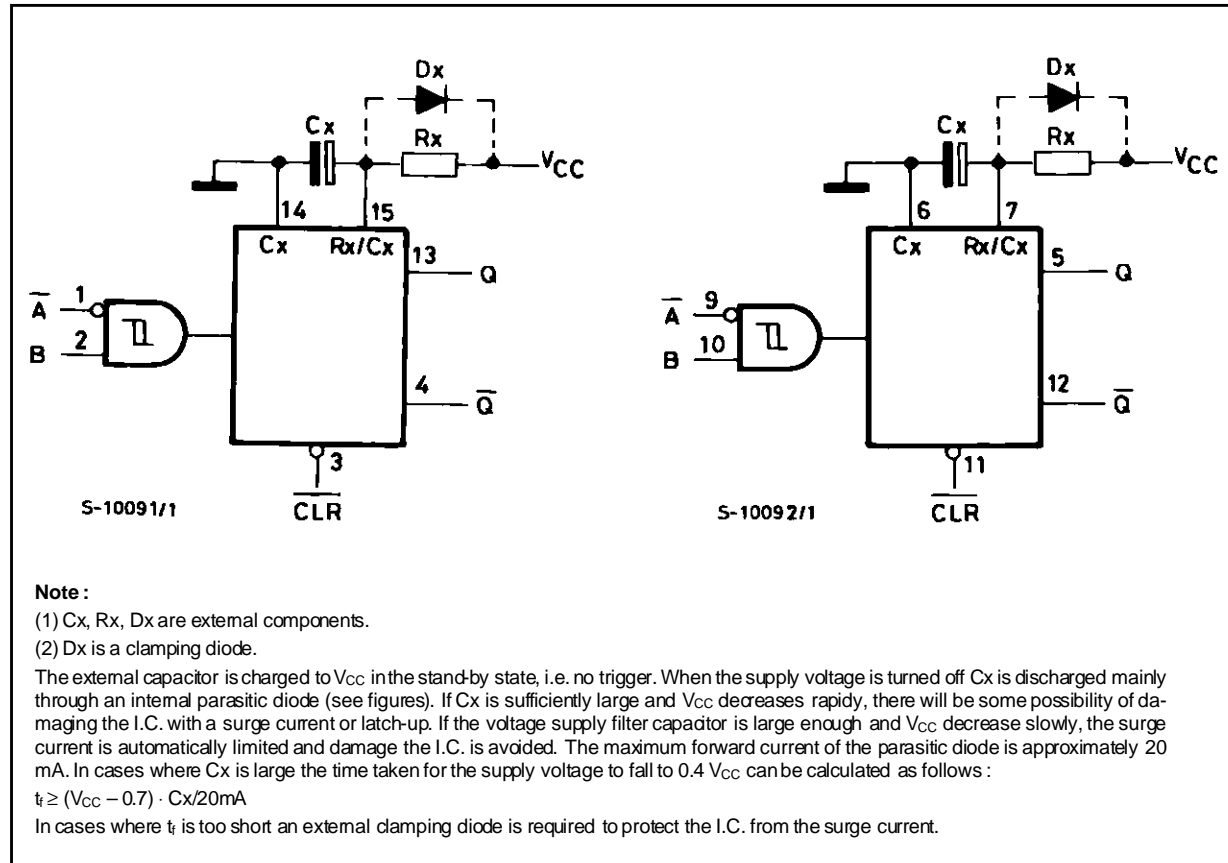 Dx
Cx
Rx
VCC
14
15
Cx
Rx/Cx
13
Q
A̅
1
B
2
4
Q̅
3
C̅L̅R̅
S-10091/1
Dx
Cx
Rx
VCC
6
7
Cx
Rx/Cx
5
Q
A̅
9
B
10
12
Q̅
11
C̅L̅R̅
S-10092/1
Note :
(1) Cx, Rx, Dx are external components.
(2) Dx is a clamping diode.
The external capacitor is charged to VCC in the stand-by state, i.e. no trigger. When the supply voltage is turned off Cx is discharged mainly
through an internal parasitic diode (see figures). If Cx is sufficiently large and VCC decreases rapidly, there will be some possibility of da-
maging the I.C. with a surge current or latch-up. If the voltage supply filter capacitor is large enough and VCC decrease slowly, the surge
current is automatically limited and damage the I.C. is avoided. The maximum forward current of the parasitic diode is approximately 20
mA. In cases where Cx is large the time taken for the supply voltage to fall to 0.4 VCC can be calculated as follows :
tf ≥ (VCC – 0.7) · Cx/20mA
In cases where tf is too short an external clamping diode is required to protect the I.C. from the surge current.